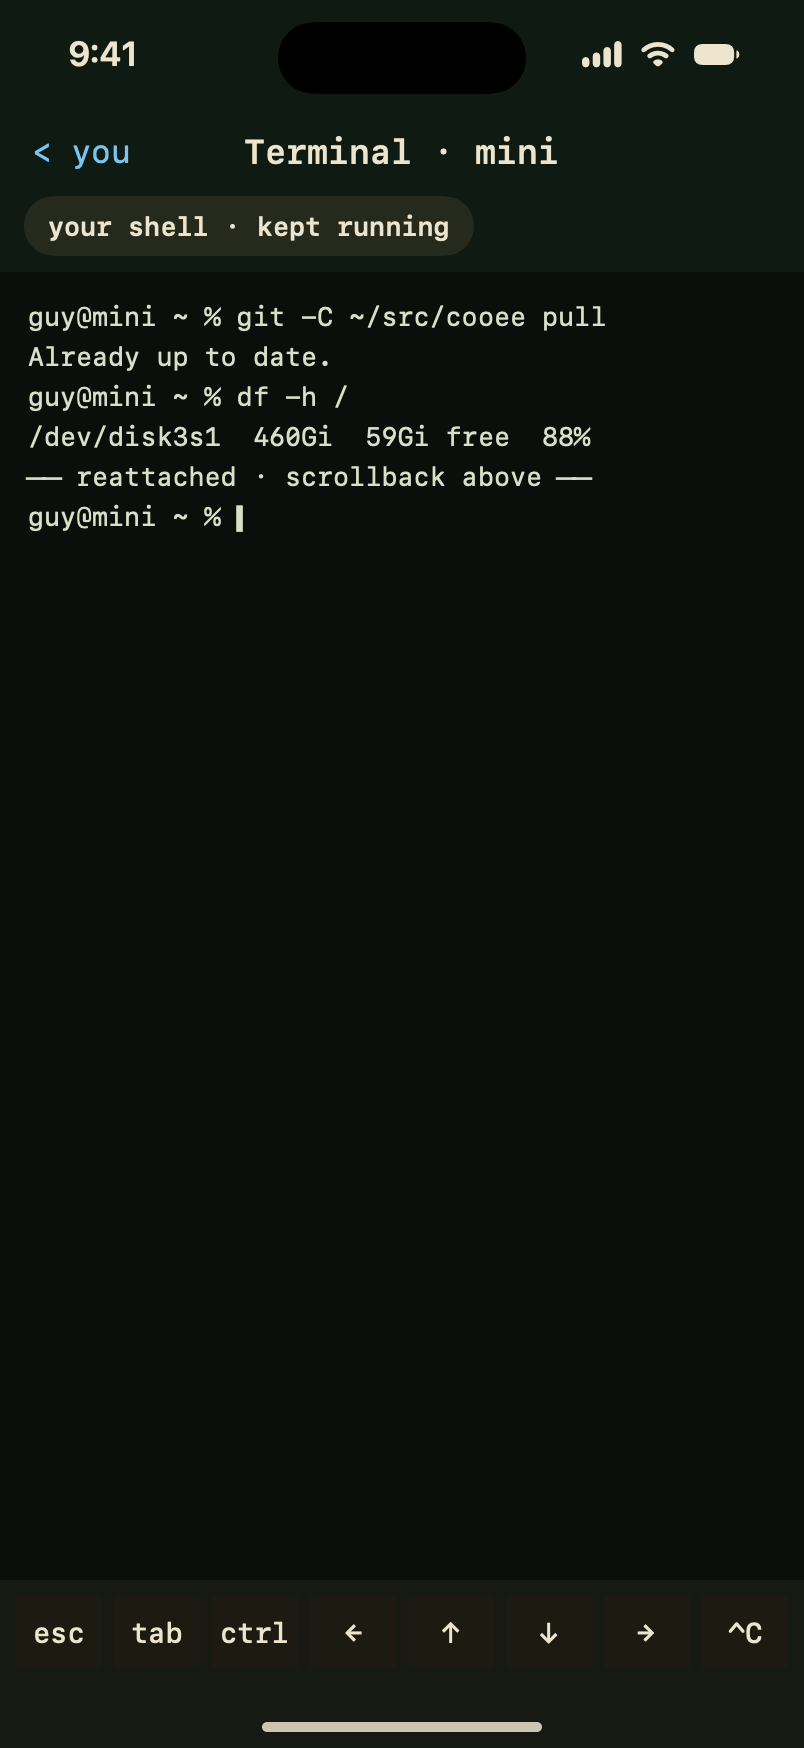 9:41
< you
Terminal · mini
your shell · kept running
guy@mini ~ % git -C ~/src/cooee pull
Already up to date.
guy@mini ~ % df -h /
/dev/disk3s1  460Gi  59Gi free  88%
—— reattached · scrollback above ——
guy@mini ~ %
esc tab ctrl ← ↑ ↓ → ^C